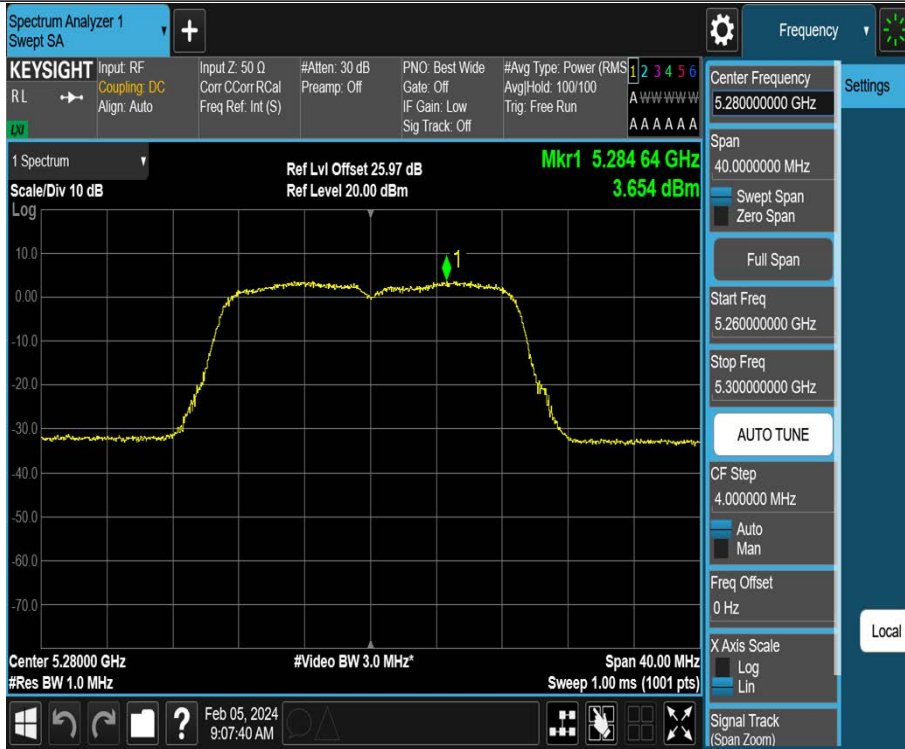 Spectrum Analyzer 1
Swept SA
+
Frequency
KEYSIGHT
RL
LXI
Input: RF
Coupling: DC
Align: Auto
Input Z: 50 Ω
Corr CCorr RCal
Freq Ref: Int (S)
#Atten: 30 dB
Preamp: Off
PNO: Best Wide
Gate: Off
IF Gain: Low
Sig Track: Off
#Avg Type: Power (RMS
Avg|Hold: 100/100
Trig: Free Run
1 2 3 4 5 6
A W W W W W
A A A A A A
Center Frequency
5.280000000 GHz
Settings
1 Spectrum
Scale/Div 10 dB
Log
Ref Lvl Offset 25.97 dB
Ref Level 20.00 dBm
Mkr1 5.284 64 GHz
3.654 dBm
Span
40.0000000 MHz
Swept Span
Zero Span
Full Span
Start Freq
5.260000000 GHz
Stop Freq
5.300000000 GHz
AUTO TUNE
CF Step
4.000000 MHz
Auto
Man
Freq Offset
0 Hz
X Axis Scale
Log
Lin
Signal Track
(Span Zoom)
Local
10.0
0.00
-10.0
-20.0
-30.0
-40.0
-50.0
-60.0
-70.0
1
Center 5.28000 GHz
#Res BW 1.0 MHz
#Video BW 3.0 MHz*
Span 40.00 MHz
Sweep 1.00 ms (1001 pts)
?
Feb 05, 2024
9:07:40 AM